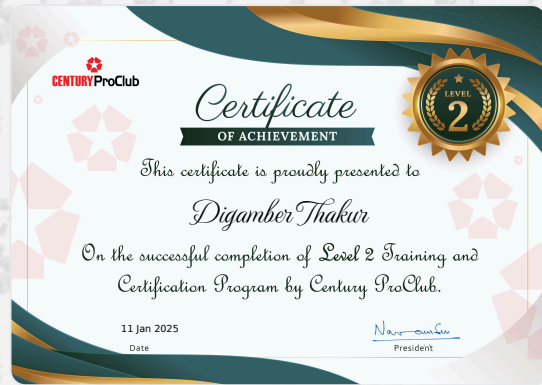 CENTURY ProClub
Certificate
OF ACHIEVEMENT
LEVEL
2
This certificate is proudly presented to
Digamber Thakur
On the successful completion of Level 2 Training and
Certification Program by Century ProClub.
11 Jan 2025
Date
President